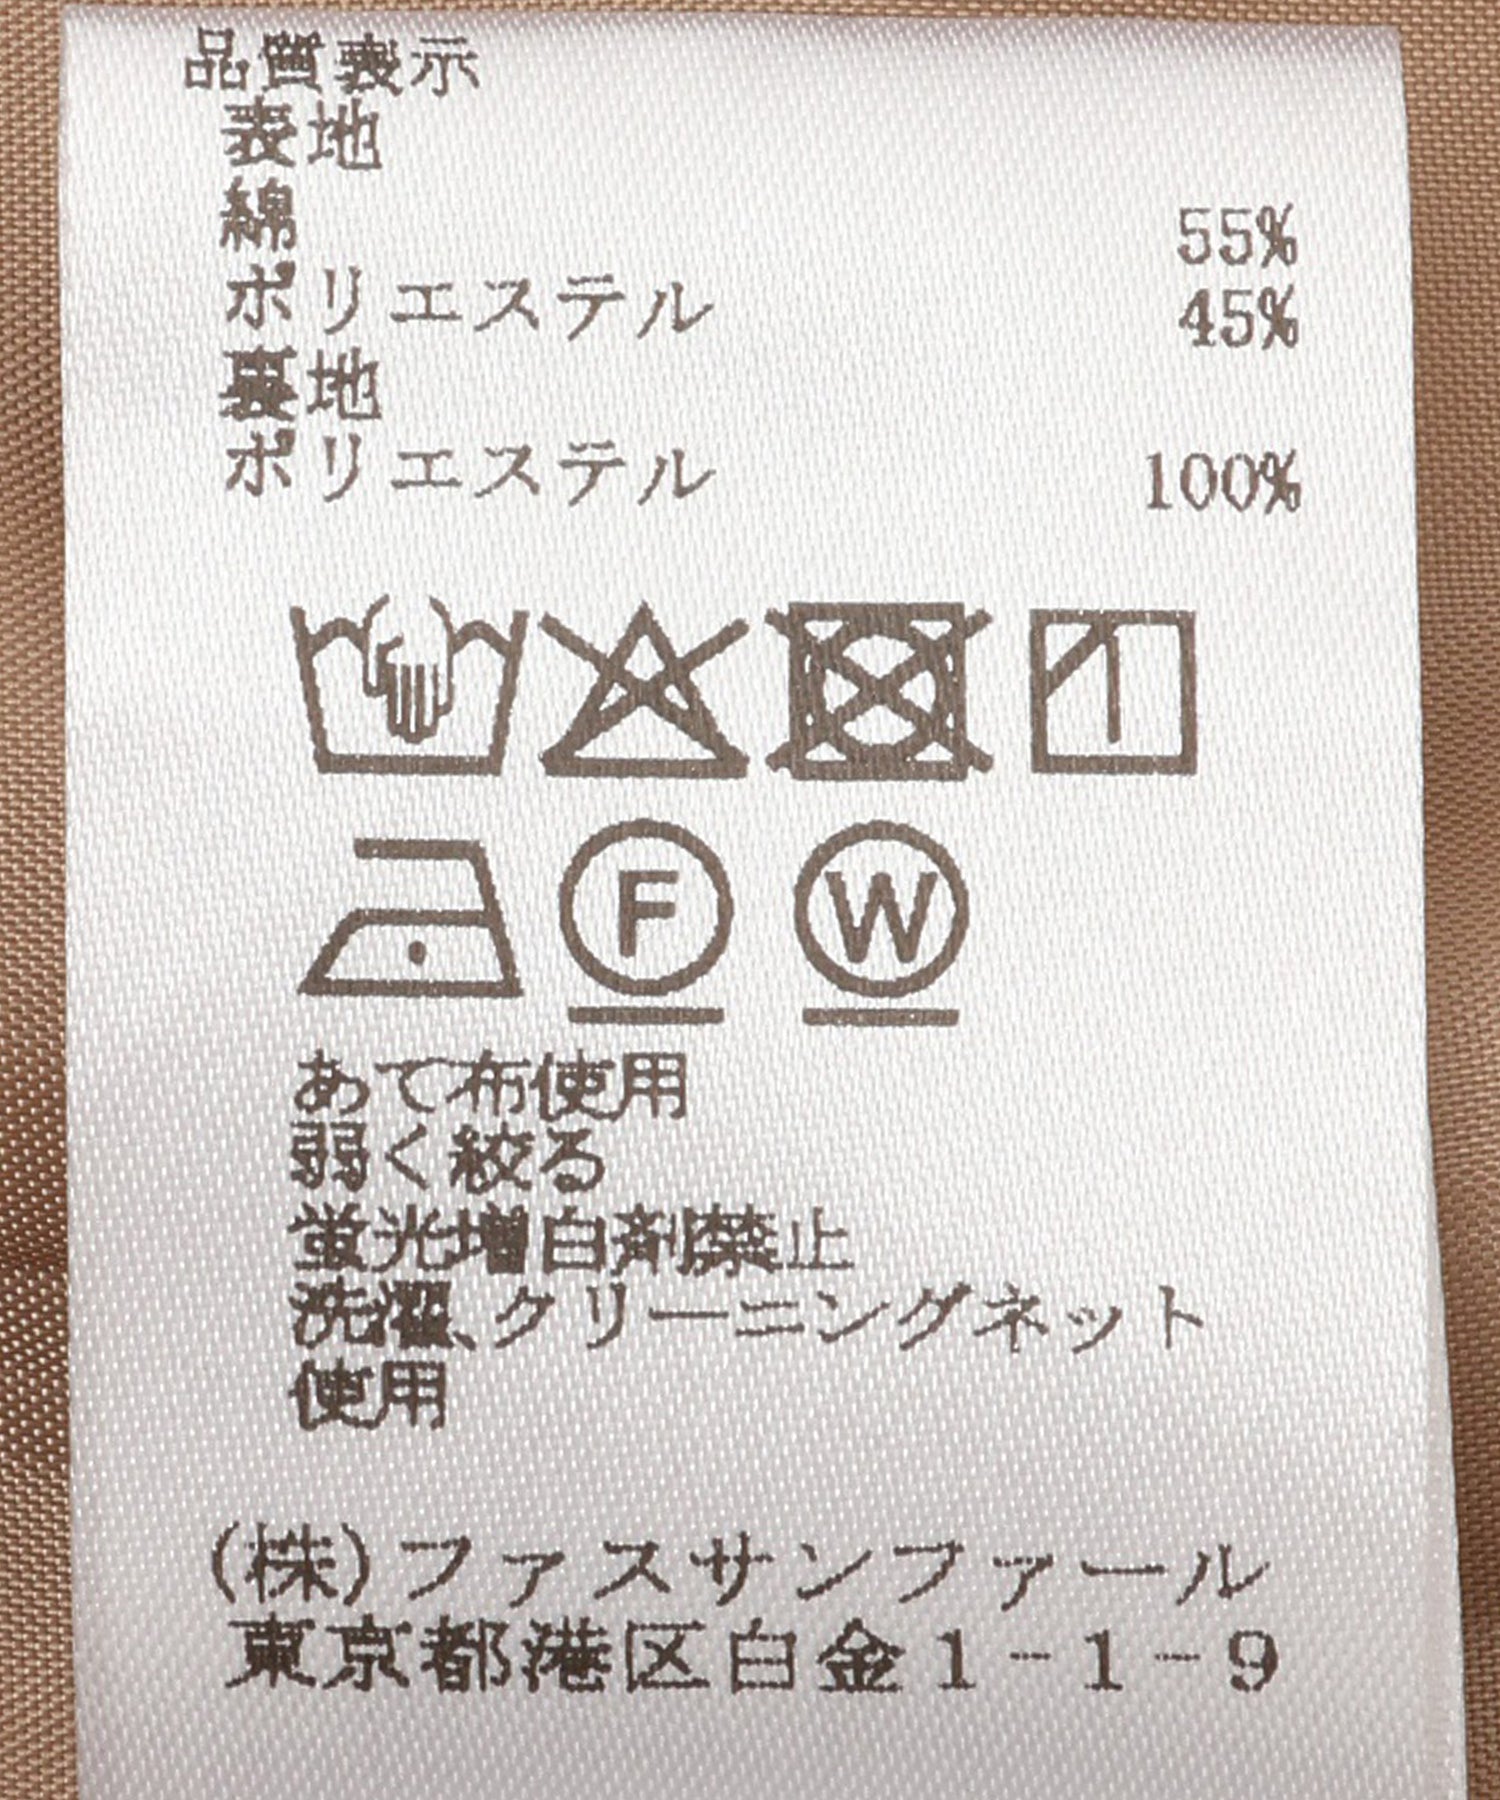 品質表示
表地
綿 55%
ポリエステル 45%
裏地
ポリエステル 100%
F W
あて布使用
弱く絞る
蛍光増白剤禁止
洗濯、クリーニングネット
使用
(株)ファスサンファール
東京都港区白金1-1-9